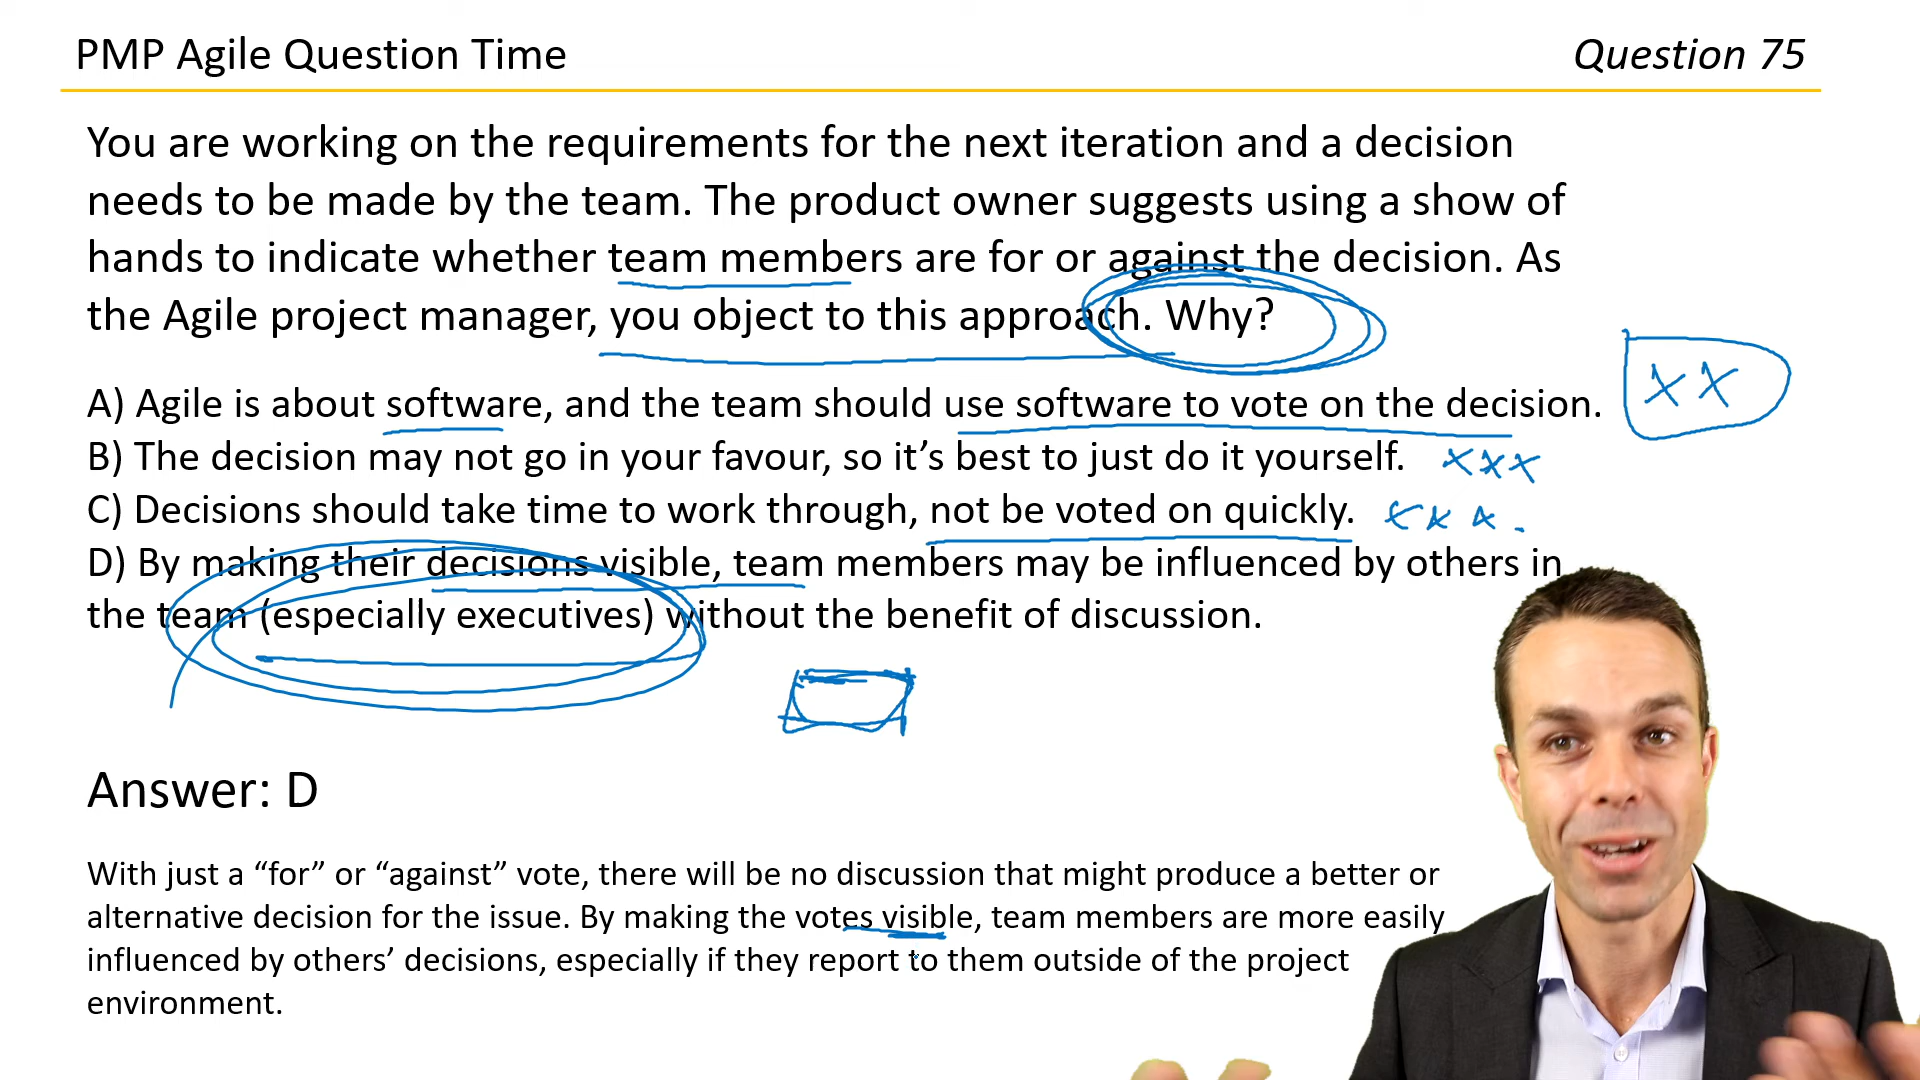 PMP Agile Question Time
Question 75
You are working on the requirements for the next iteration and a decision
needs to be made by the team. The product owner suggests using a show of
hands to indicate whether team members are for or against the decision. As
the Agile project manager, you object to this approach. Why?
A) Agile is about software, and the team should use software to vote on the decision.
XX
B) The decision may not go in your favour, so it’s best to just do it yourself. xxx
C) Decisions should take time to work through, not be voted on quickly. xxx.
D) By making their decisions visible, team members may be influenced by others in
the team (especially executives) without the benefit of discussion.
Answer: D
With just a “for” or “against” vote, there will be no discussion that might produce a better or
alternative decision for the issue. By making the votes visible, team members are more easily
influenced by others’ decisions, especially if they report to them outside of the project
environment.